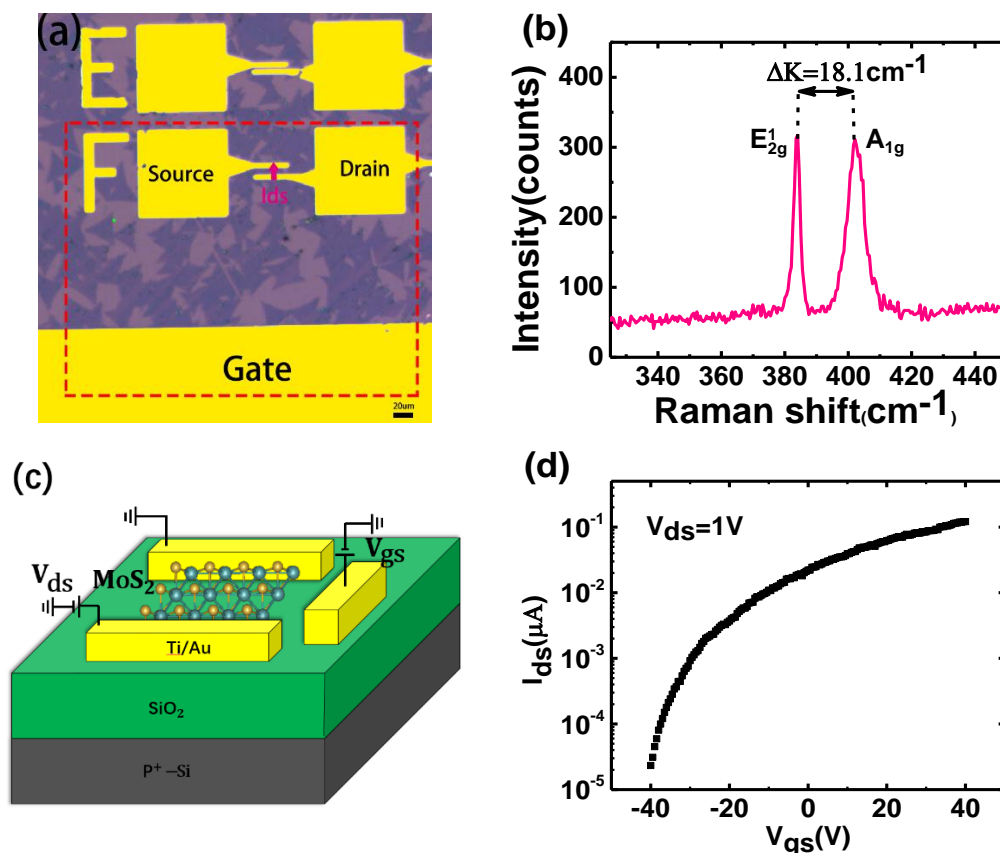 (a)
E
F
Source
Drain
Ids
Gate
20um
(b)
ΔK=18.1cm-1
E12g
A1g
Intensity(counts)
400
300
200
100
0
340 360 380 400 420 440
Raman shift(cm-1)
(c)
Vds
MoS2
Vgs
Ti/Au
SiO2
P+ –Si
(d)
Vds=1V
Ids(μA)
10-1
10-2
10-3
10-4
10-5
-40 -20 0 20 40
Vgs(V)